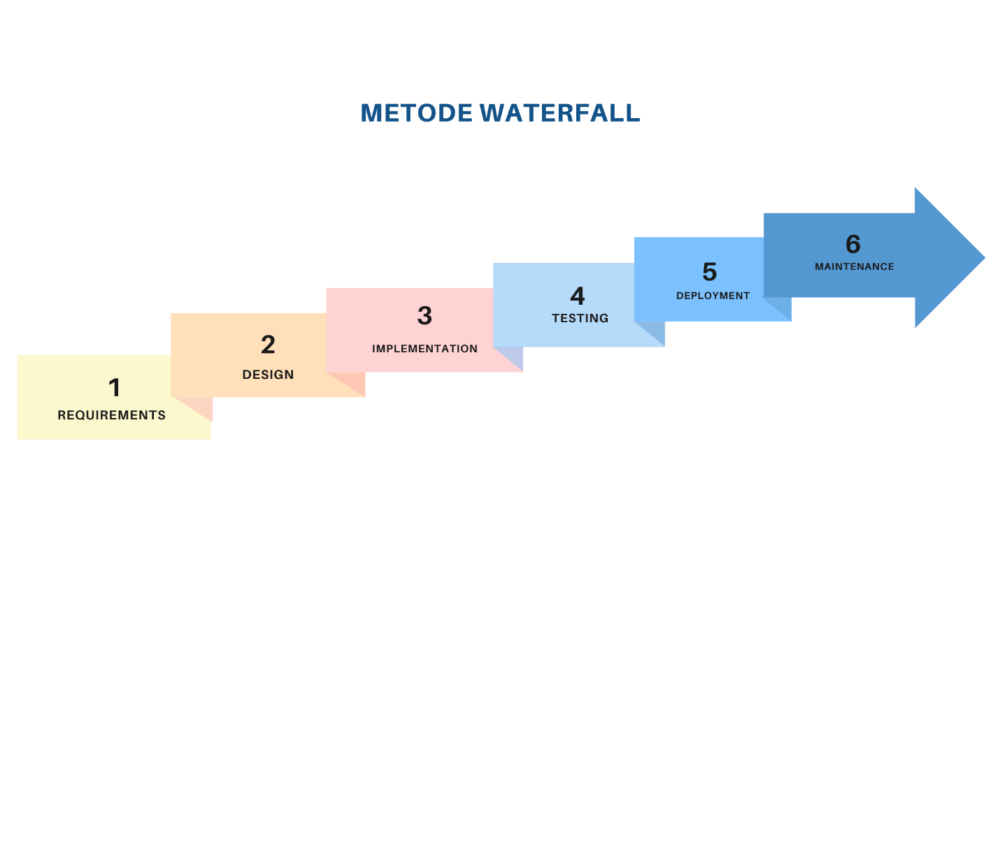 METODE WATERFALL
1
REQUIREMENTS
2
DESIGN
3
IMPLEMENTATION
4
TESTING
5
DEPLOYMENT
6
MAINTENANCE